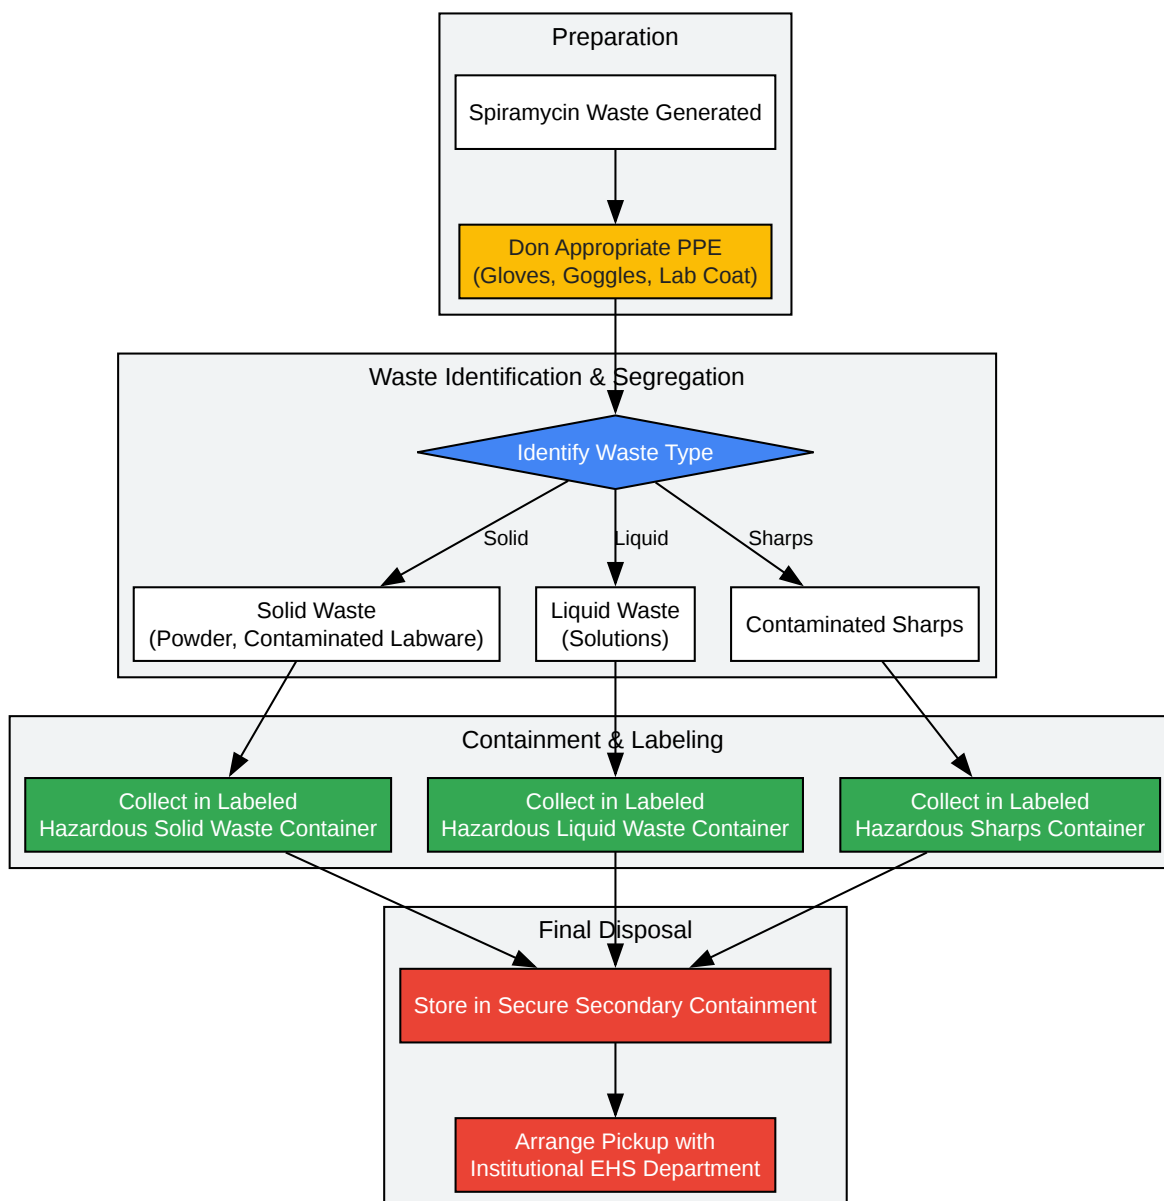 Preparation
Spiramycin Waste Generated
Don Appropriate PPE
(Gloves, Goggles, Lab Coat)
Waste Identification & Segregation
Identify Waste Type
Solid
Liquid
Sharps
Solid Waste
(Powder, Contaminated Labware)
Liquid Waste
(Solutions)
Contaminated Sharps
Containment & Labeling
Collect in Labeled
Hazardous Solid Waste Container
Collect in Labeled
Hazardous Liquid Waste Container
Collect in Labeled
Hazardous Sharps Container
Final Disposal
Store in Secure Secondary Containment
Arrange Pickup with
Institutional EHS Department